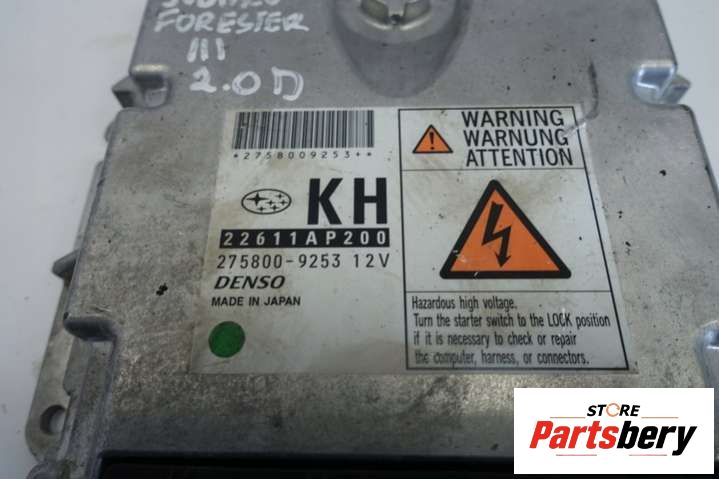 FORESTER
III
2.0D
*2758009253**
KH
22611AP200
275800-9253 12V
DENSO
MADE IN JAPAN
WARNING
WARNUNG
ATTENTION
Hazardous high voltage.
Turn the starter switch to the LOCK position
if it is necessary to check or repair
the computer, harness, or connectors.
STORE
Partsbery